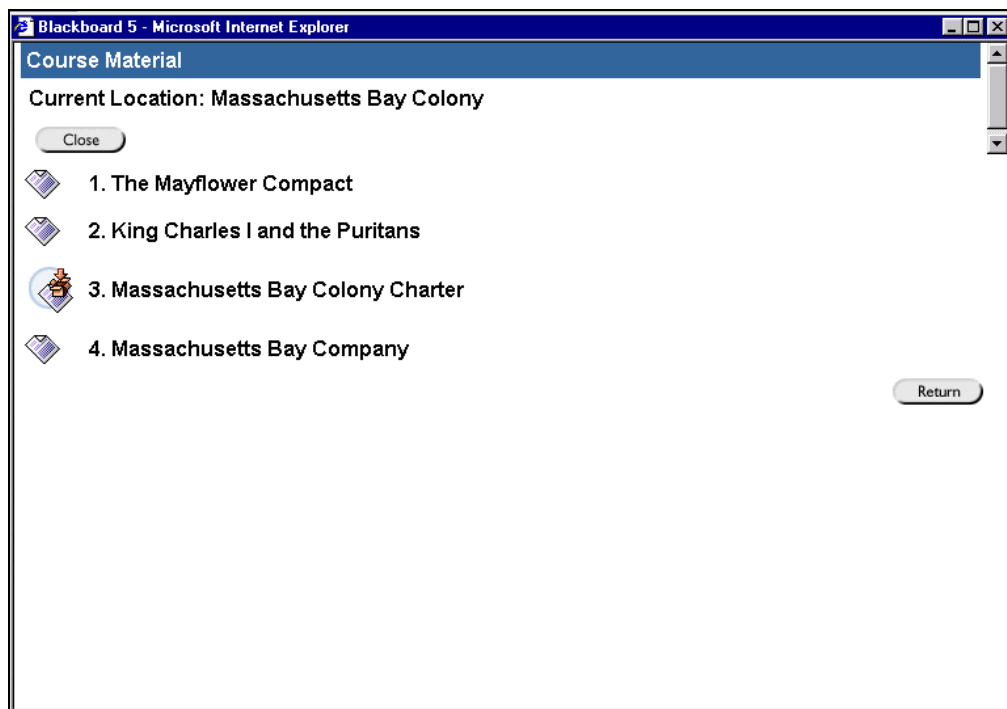 Blackboard 5 - Microsoft Internet Explorer
Course Material
Current Location: Massachusetts Bay Colony
Close
1. The Mayflower Compact
2. King Charles I and the Puritans
3. Massachusetts Bay Colony Charter
4. Massachusetts Bay Company
Return